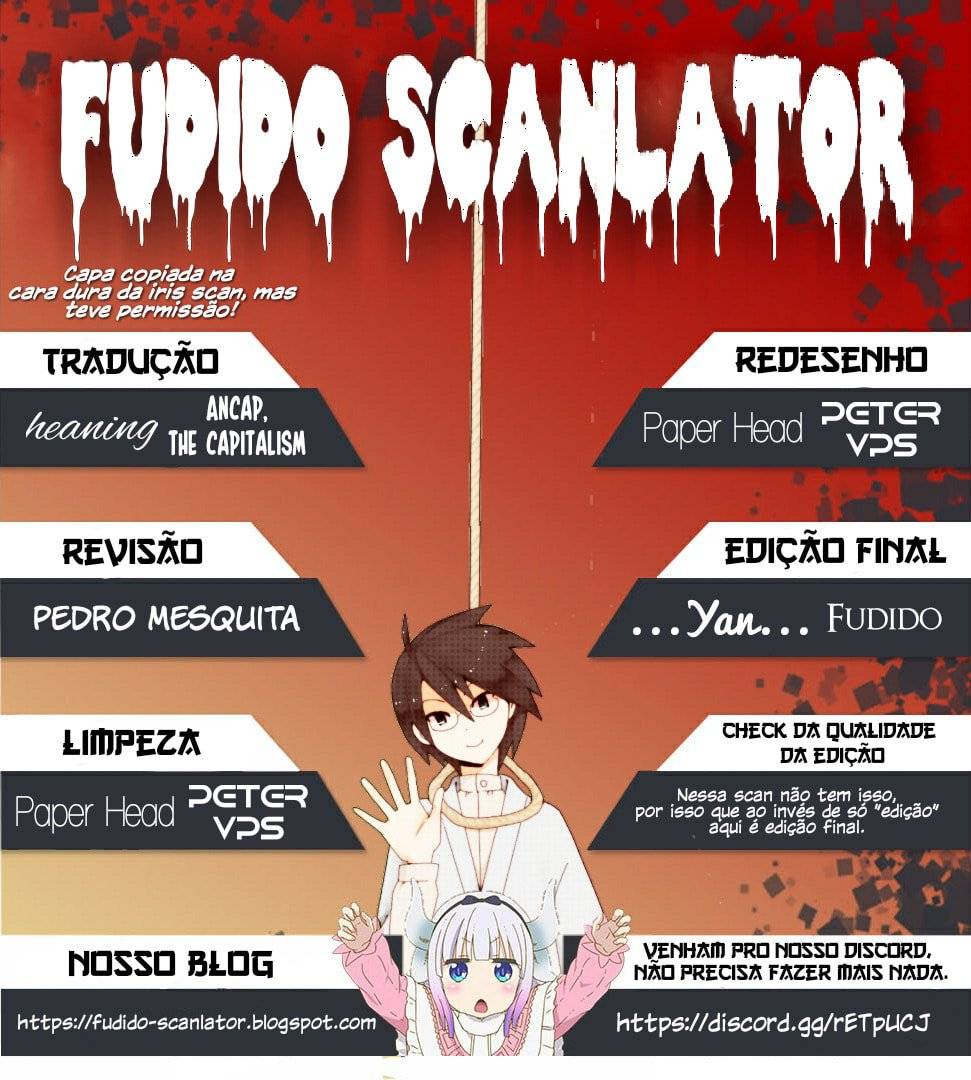 FUDIDO SCANLATOR
Capa copiada na
cara dura da iris scan, mas
teve permissão!
TRADUÇÃO
heaning
ANCAP,
THE CAPITALISM
REDESENHO
Paper Head
PETER
VPS
REVISÃO
PEDRO MESQUITA
EDIÇÃO FINAL
...Yan...
FUDIDO
LIMPEZA
Paper Head
PETER
VPS
CHECK DA QUALIDADE
DA EDIÇÃO
Nessa scan não tem isso,
por isso que ao invés de só "edição"
aqui é edição final.
NOSSO BLOG
https://fudido-scanlator.blogspot.com
VENHAM PRO NOSSO DISCORD,
NÃO PRECISA FAZER MAIS NADA.
https://discord.gg/rETpUCJ